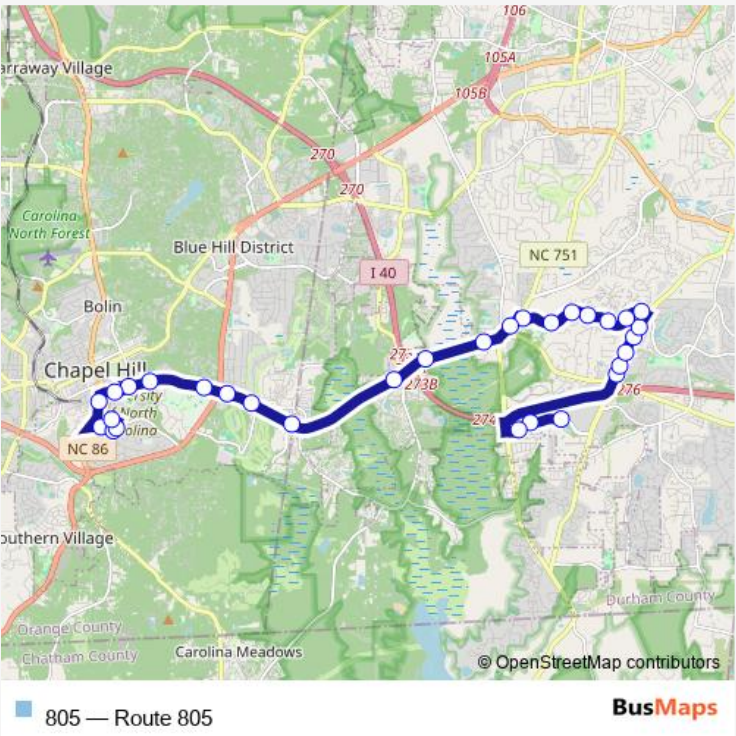 106
105A
arraway Village
105B
270
270
Carolina
North Forest
Blue Hill District
NC 751
I 40
Bolin
Chapel Hill
273B
276
North
274
NC 86
outhern Village
Durham County
Orange County
Chatham County
Carolina Meadows
© OpenStreetMap contributors
805 — Route 805
BusMaps